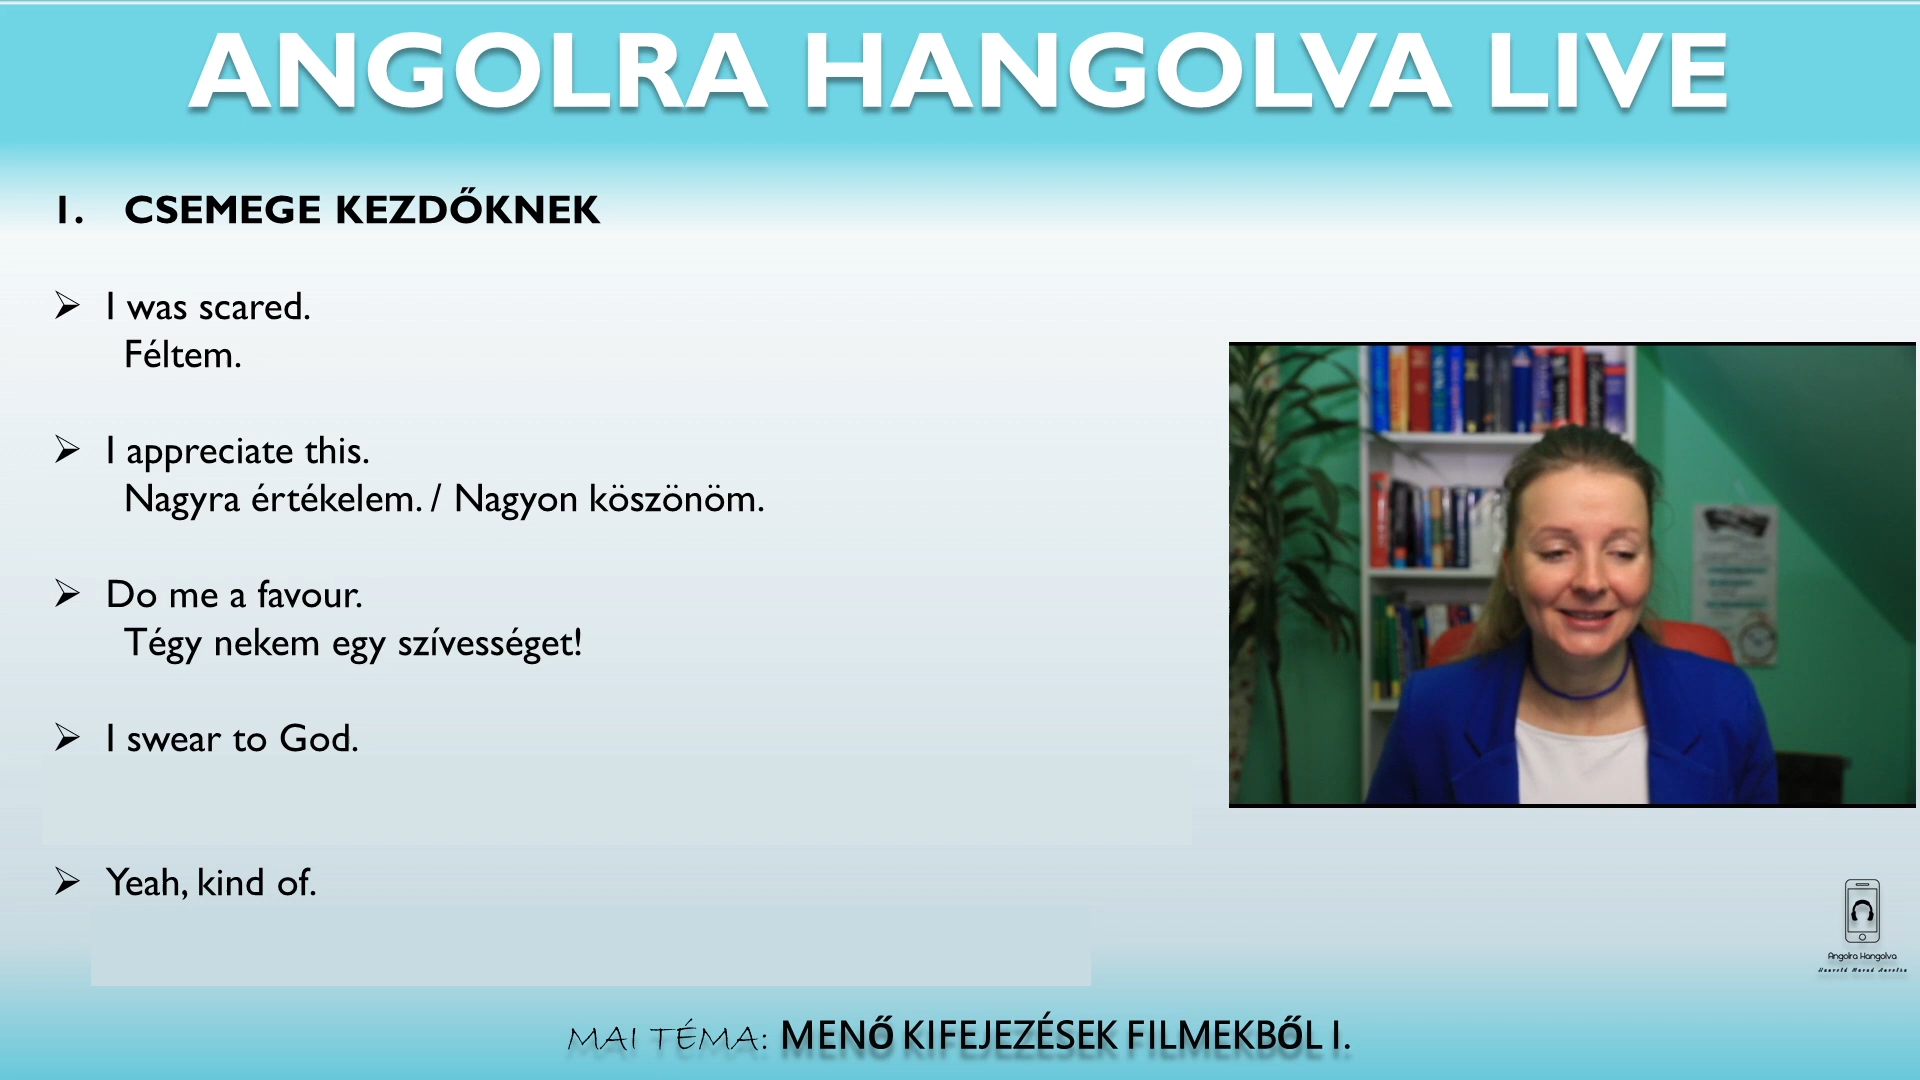 ANGOLRA HANGOLVA LIVE
1. CSEMEGE KEZDŐKNEK
➢ I was scared.
Féltem.
➢ I appreciate this.
Nagyra értékelem. / Nagyon köszönöm.
➢ Do me a favour.
Tégy nekem egy szívességet!
➢ I swear to God.
➢ Yeah, kind of.
Angolra Hangolva
MAI TÉMA: MENŐ KIFEJEZÉSEK FILMEKBŐL I.